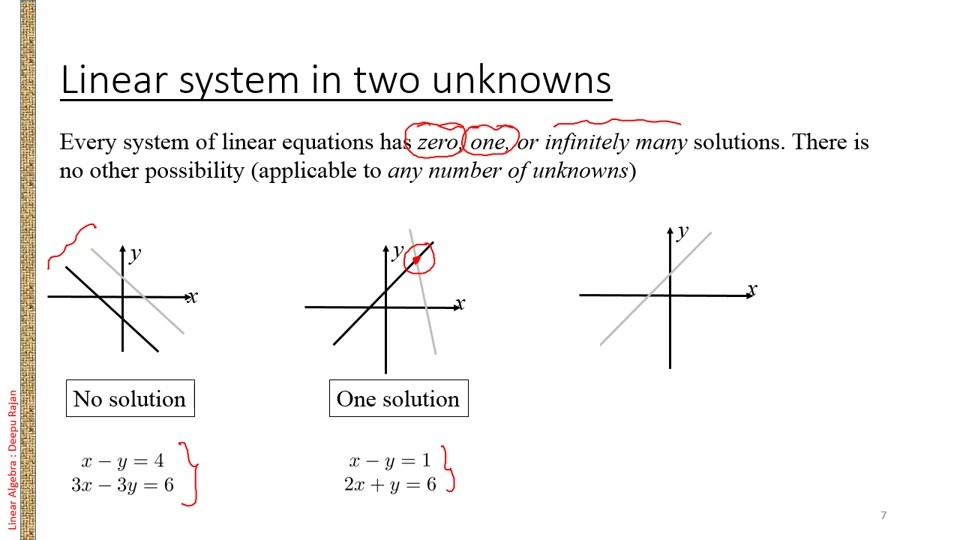 Linear system in two unknowns
Every system of linear equations has zero, one, or infinitely many solutions. There is
no other possibility (applicable to any number of unknowns)
y
x
y
x
y
x
No solution
One solution
x − y = 4
3x − 3y = 6
x − y = 1
2x + y = 6
Linear Algebra : Deepu Rajan
7